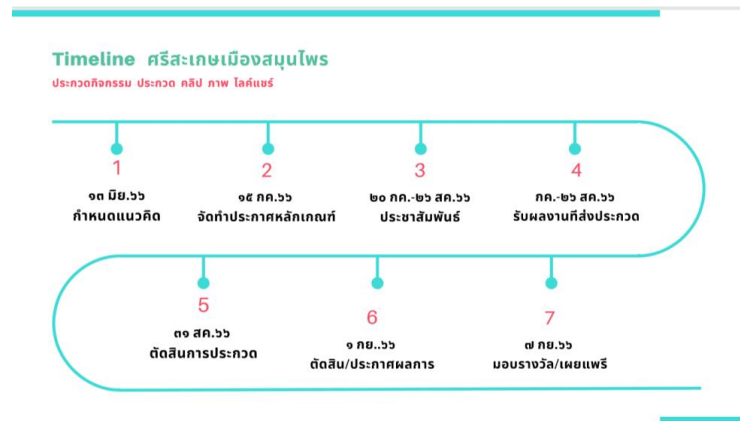 Timeline ศรีสะเกษเมืองสมุนไพร
ประกวดกิจกรรม ประกวด คลิป ภาพ ไลค์แชร์
1
๑๓ มิย.๖๖
กำหนดแนวคิด
2
๑๕ กค.๖๖
จัดทำประกาศหลักเกณฑ์
3
๒๐ กค.-๒๖ สค.๖๖
ประชาสัมพันธ์
4
กค.-๒๖ สค.๖๖
รับผลงานที่ส่งประกวด
5
๓๑ สค.๖๖
ตัดสินการประกวด
6
๑ กย..๖๖
ตัดสิน/ประกาศผลการ
7
๗ กย.๖๖
มอบรางวัล/เผยแพรื